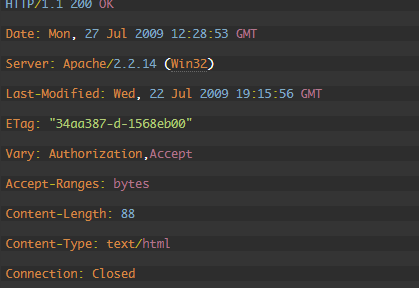 HTTP/1.1 200 OK
Date: Mon, 27 Jul 2009 12:28:53 GMT
Server: Apache/2.2.14 (Win32)
Last-Modified: Wed, 22 Jul 2009 19:15:56 GMT
ETag: "34aa387-d-1568eb00"
Vary: Authorization,Accept
Accept-Ranges: bytes
Content-Length: 88
Content-Type: text/html
Connection: Closed